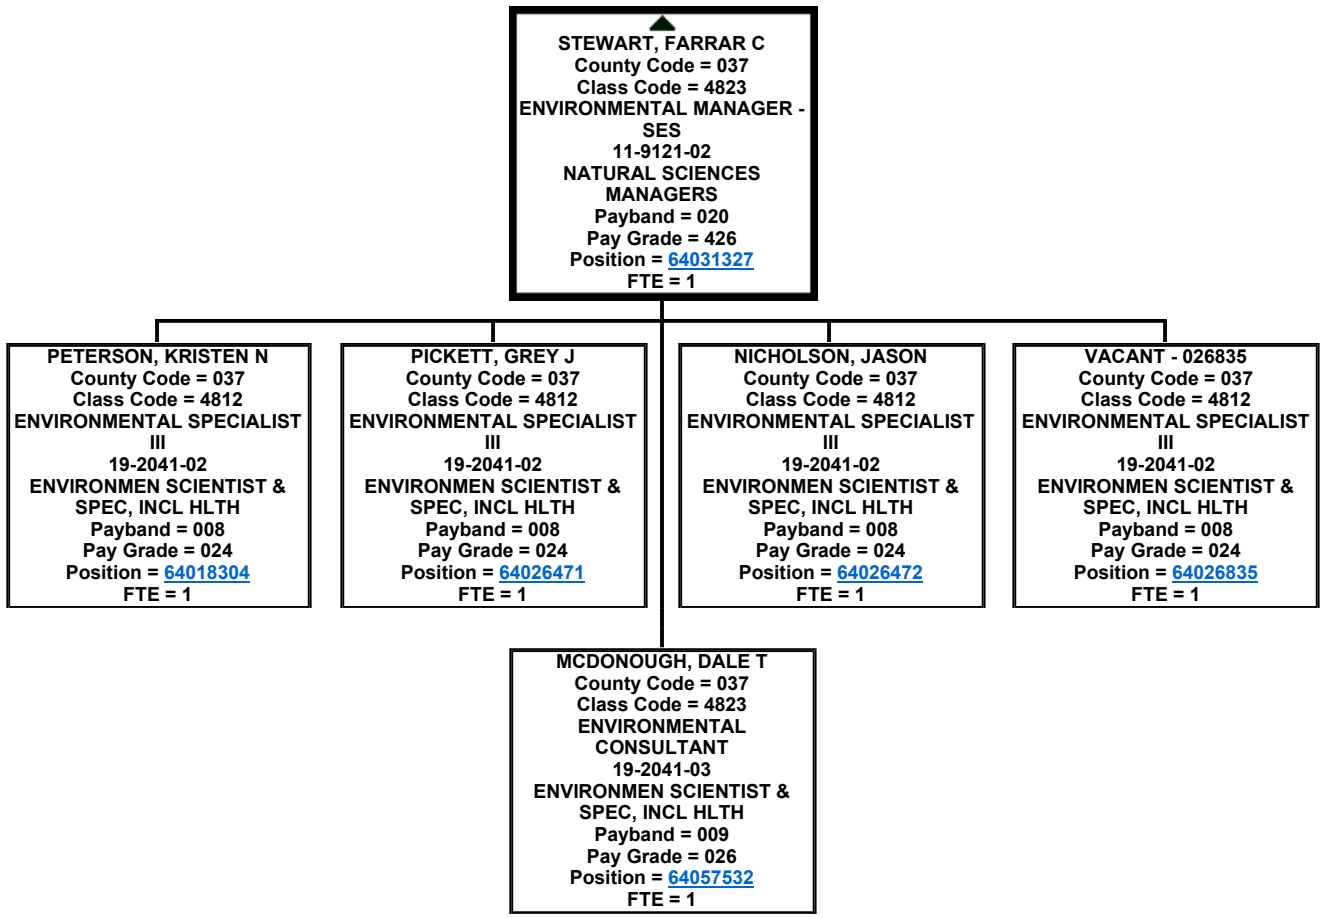 STEWART, FARRAR C
County Code = 037
Class Code = 4823
ENVIRONMENTAL MANAGER -
SES
11-9121-02
NATURAL SCIENCES
MANAGERS
Payband = 020
Pay Grade = 426
Position = 64031327
FTE = 1
PETERSON, KRISTEN N
County Code = 037
Class Code = 4812
ENVIRONMENTAL SPECIALIST
III
19-2041-02
ENVIRONMEN SCIENTIST &
SPEC, INCL HLTH
Payband = 008
Pay Grade = 024
Position = 64018304
FTE = 1
PICKETT, GREY J
County Code = 037
Class Code = 4812
ENVIRONMENTAL SPECIALIST
III
19-2041-02
ENVIRONMEN SCIENTIST &
SPEC, INCL HLTH
Payband = 008
Pay Grade = 024
Position = 64026471
FTE = 1
NICHOLSON, JASON
County Code = 037
Class Code = 4812
ENVIRONMENTAL SPECIALIST
III
19-2041-02
ENVIRONMEN SCIENTIST &
SPEC, INCL HLTH
Payband = 008
Pay Grade = 024
Position = 64026472
FTE = 1
VACANT - 026835
County Code = 037
Class Code = 4812
ENVIRONMENTAL SPECIALIST
III
19-2041-02
ENVIRONMEN SCIENTIST &
SPEC, INCL HLTH
Payband = 008
Pay Grade = 024
Position = 64026835
FTE = 1
MCDONOUGH, DALE T
County Code = 037
Class Code = 4823
ENVIRONMENTAL
CONSULTANT
19-2041-03
ENVIRONMEN SCIENTIST &
SPEC, INCL HLTH
Payband = 009
Pay Grade = 026
Position = 64057532
FTE = 1